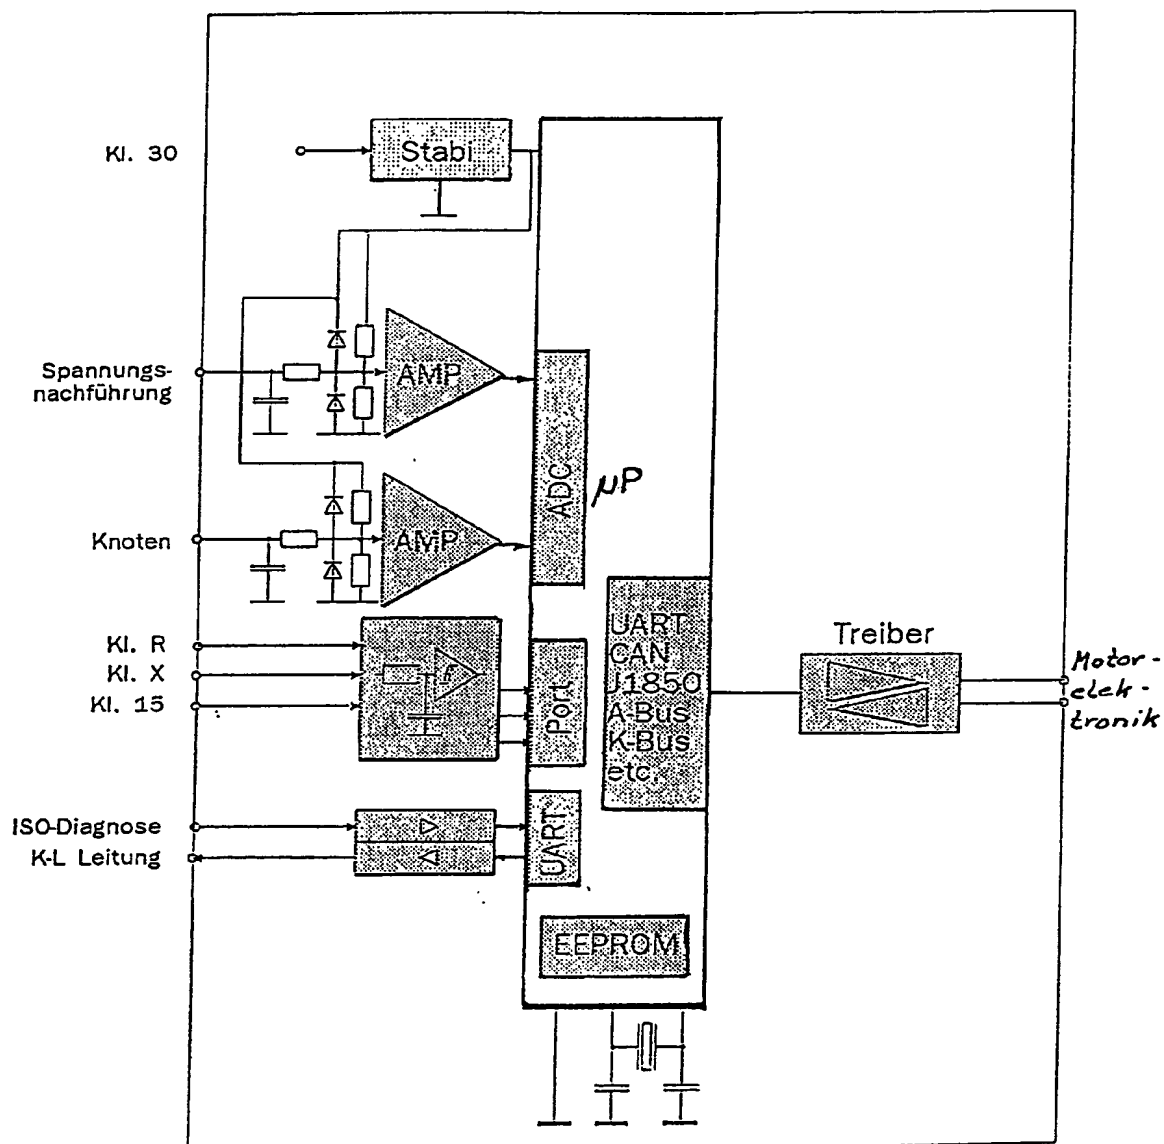 Kl. 30
Stabi
Spannungs-
nachführung
AMP
ADC
µP
Knoten
AMP
Kl. R
Kl. X
Kl. 15
Port
UART
CAN
J1850
A-Bus
K-Bus
etc.
Treiber
Motor-
elek-
tronik
ISO-Diagnose
K-L Leitung
UART
EEPROM